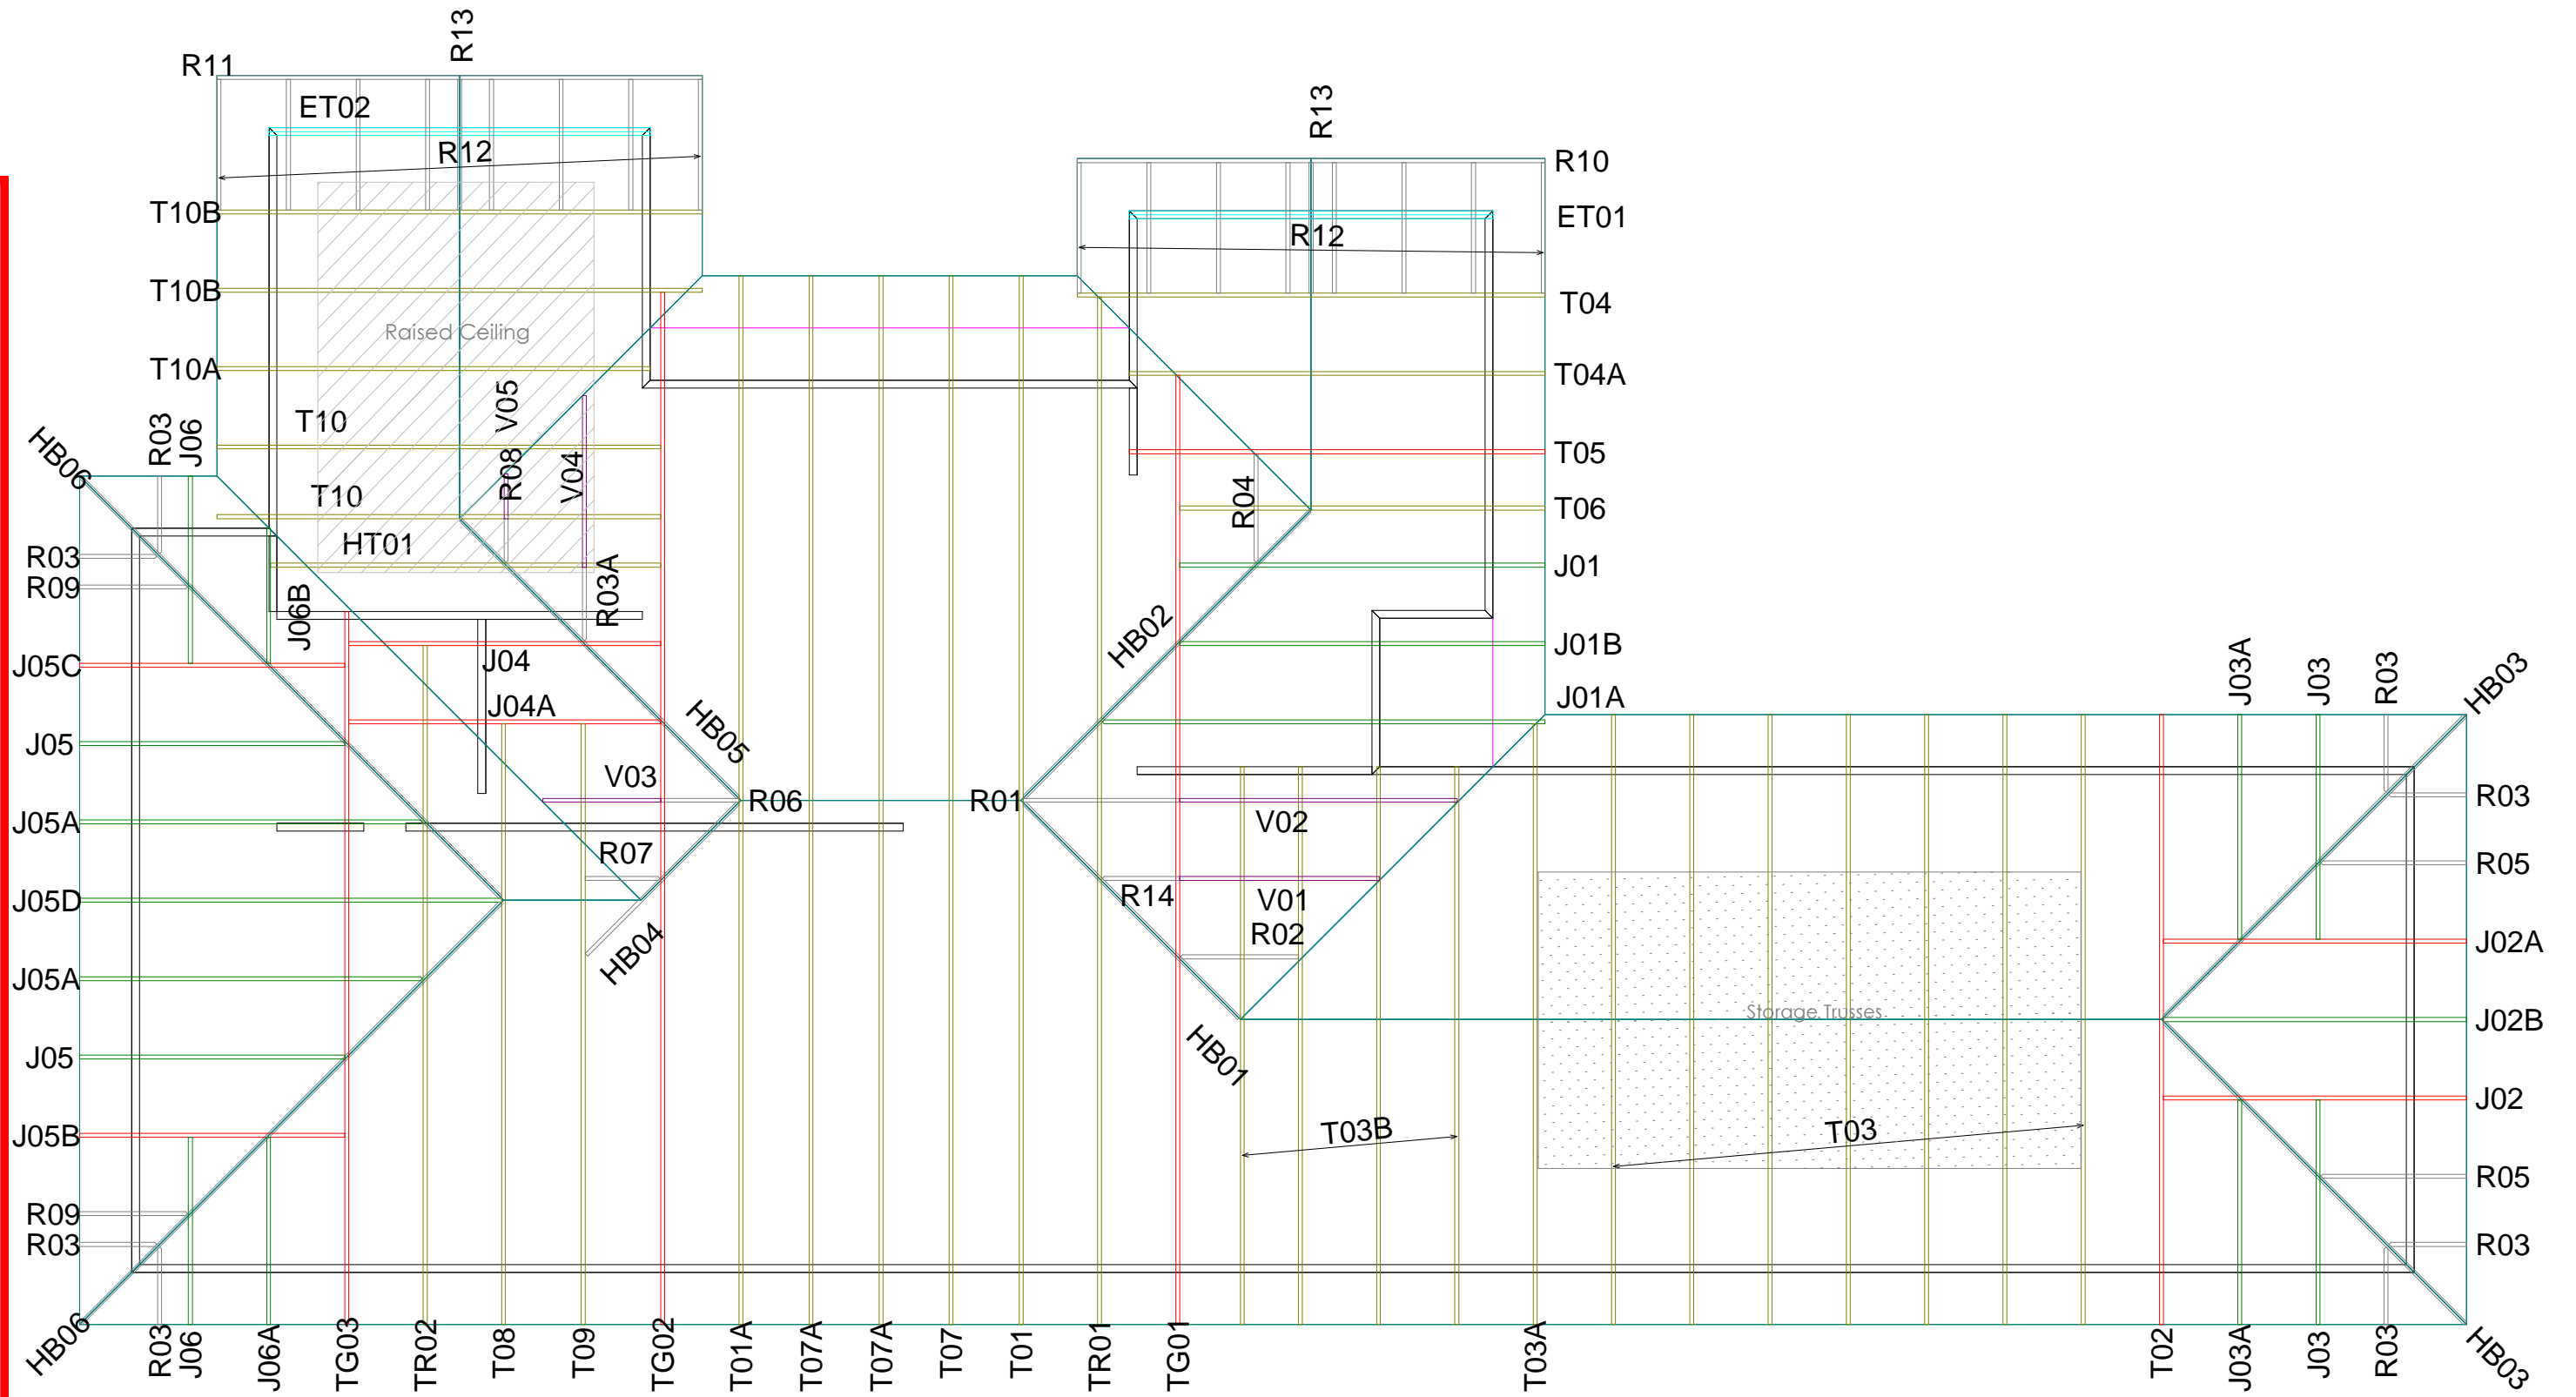 R13
R11
ET02
R12
R13
R10
ET01
R12
T10B
T10B
T04
Raised Ceiling
T10A
T04A
V05
T10
R03
J06
HB06
T05
R08
V04
R04
T10
T06
HT01
R03
R03A
J01
R09
J06B
HB02
J01B
J04
J05C
J03A
J03
R03
HB03
J04A
J01A
HB05
J05
V03
R06
R01
R03
V02
J05A
R07
R05
R14
V01
J05D
R02
HB04
J02A
J05A
Storage Trusses
J02B
HB01
J05
J02
T03B
T03
J05B
R05
R09
R03
R03
HB06
R03
J06
J06A
TG03
TR02
T08
T09
TG02
T01A
T07A
T07A
T07
T01
TR01
TG01
T03A
T02
J03A
J03
R03
HB03